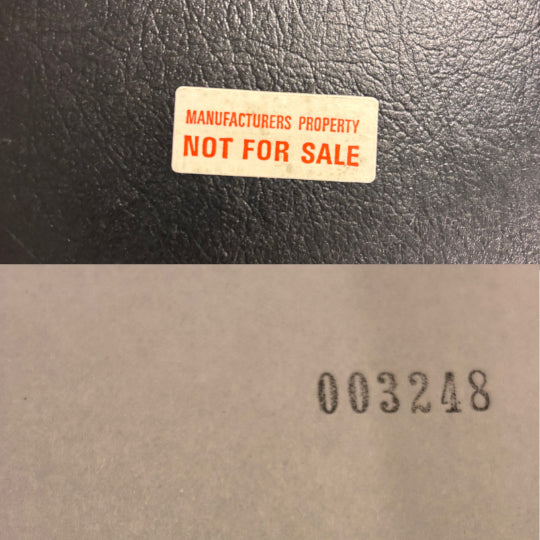 MANUFACTURERS PROPERTY
NOT FOR SALE
003248